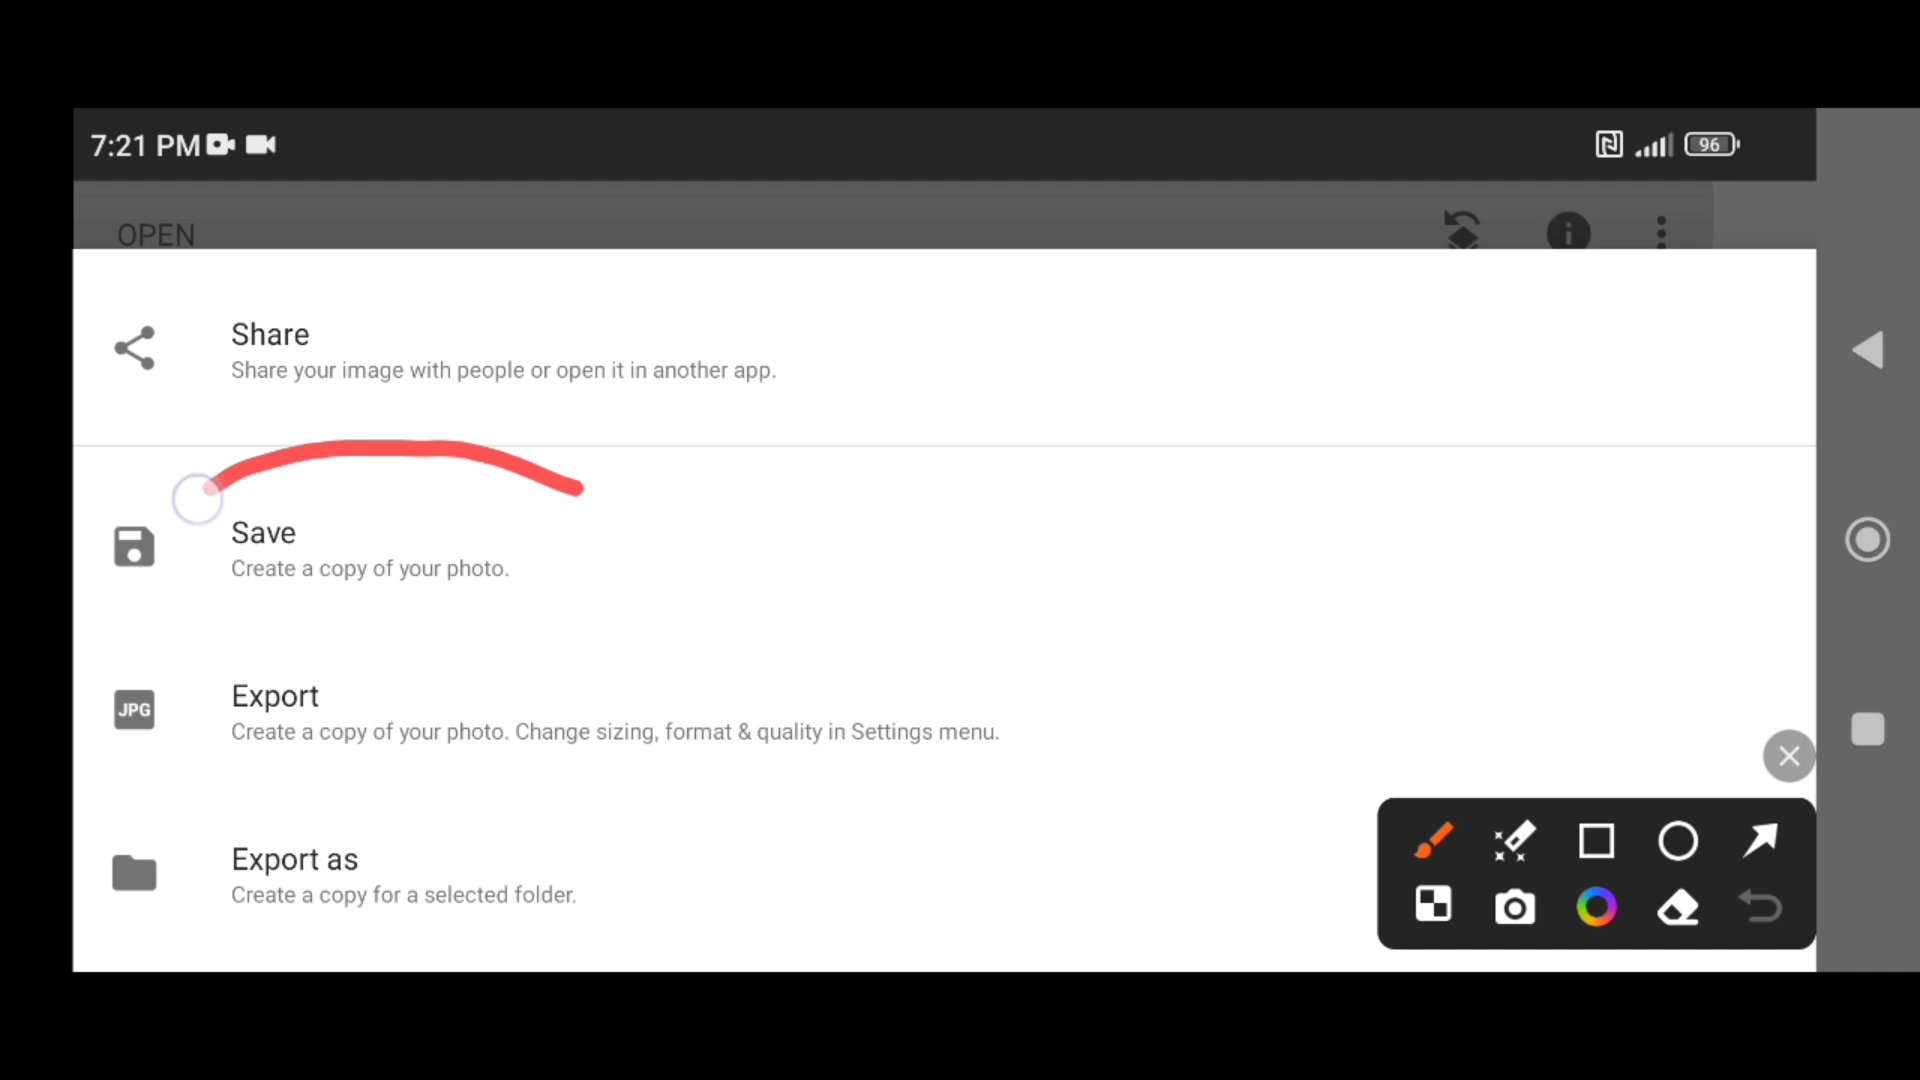 7:21 PM
96
OPEN
Share
Share your image with people or open it in another app.
Save
Create a copy of your photo.
JPG
Export
Create a copy of your photo. Change sizing, format & quality in Settings menu.
Export as
Create a copy for a selected folder.